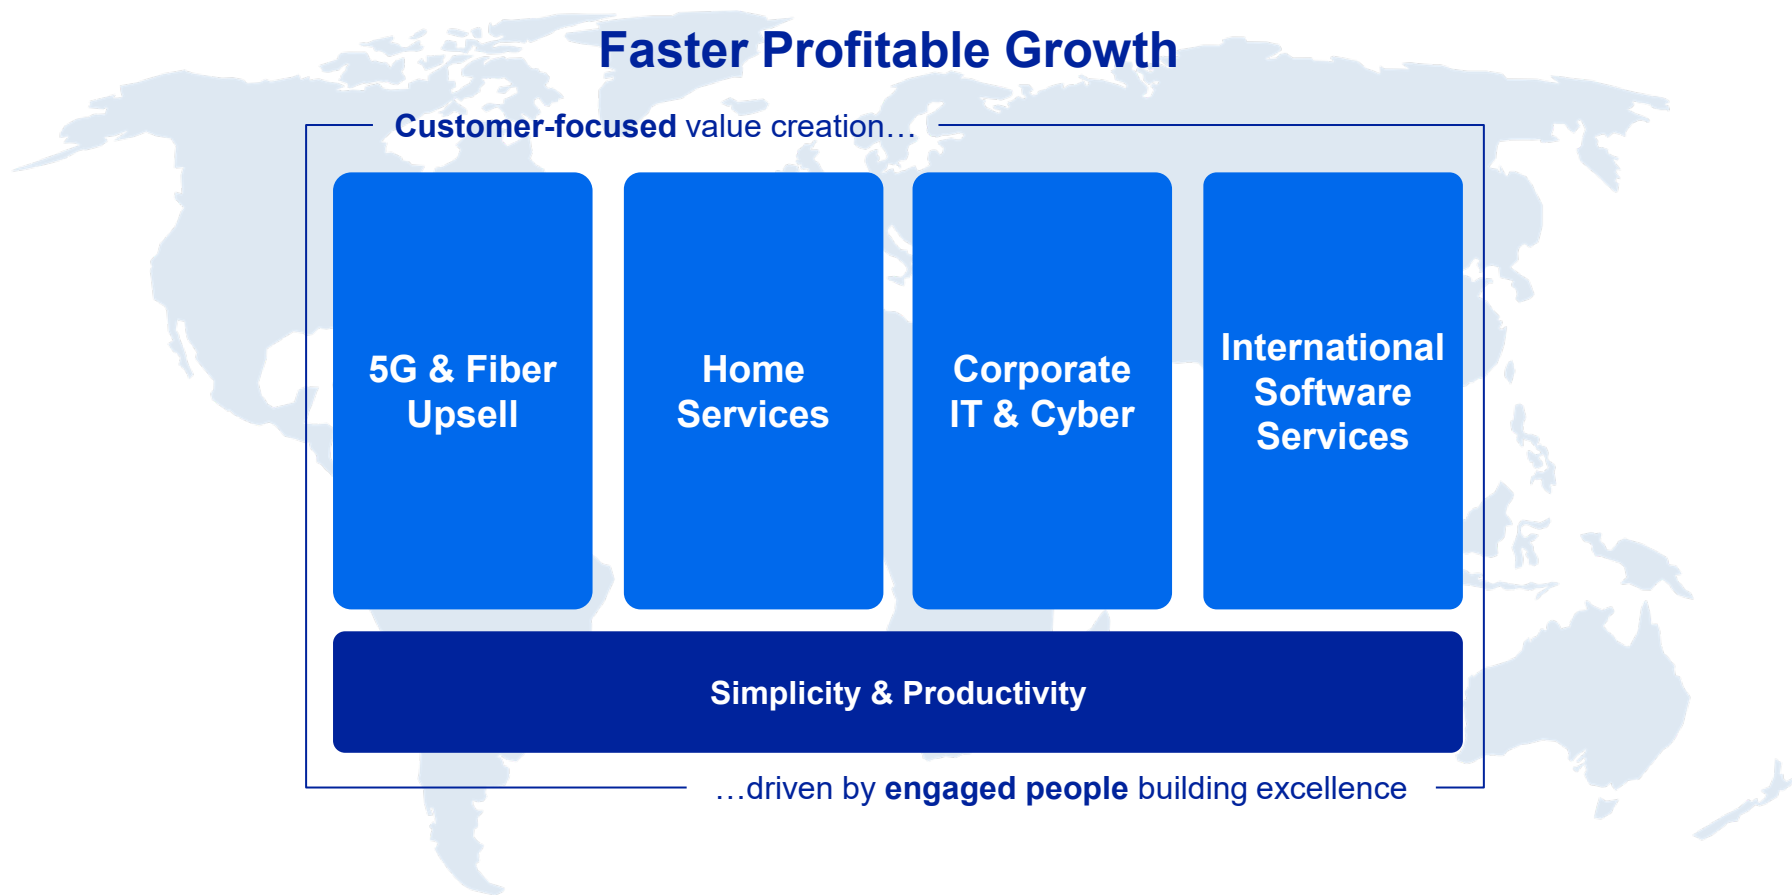 Faster Profitable Growth
Customer-focused value creation…
5G & Fiber
Upsell
Home
Services
Corporate
IT & Cyber
International
Software
Services
Simplicity & Productivity
…driven by engaged people building excellence